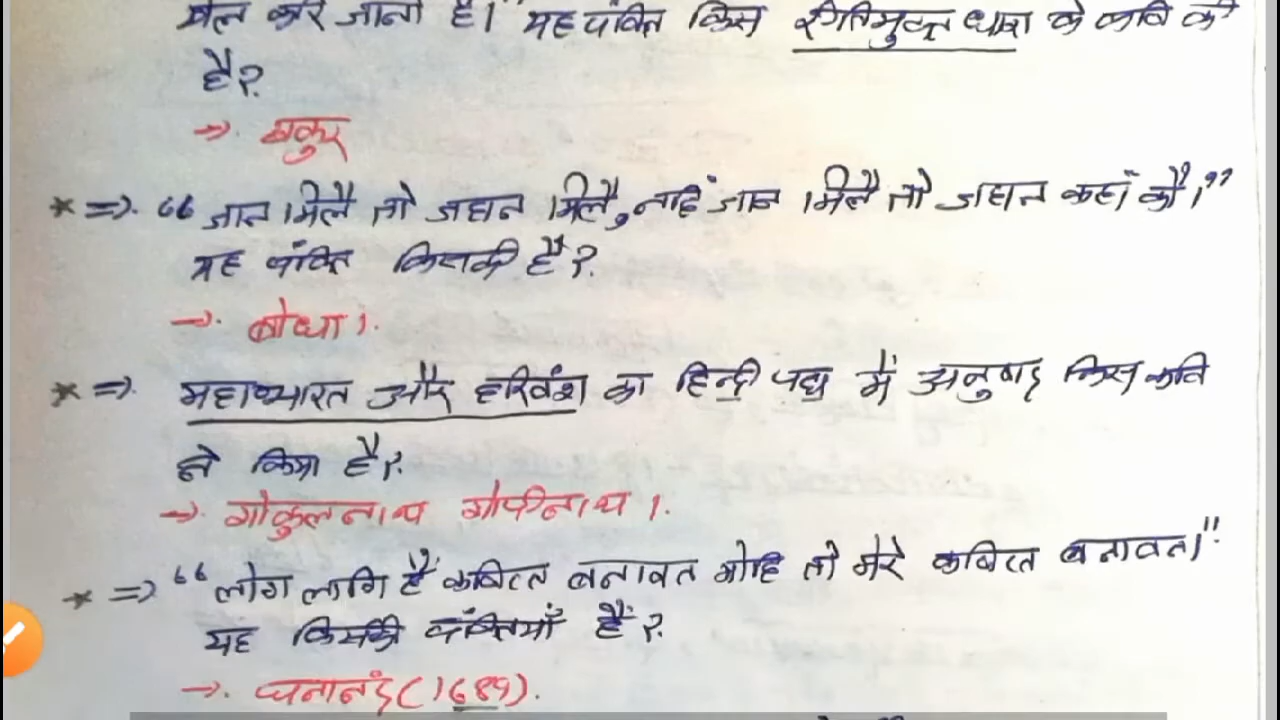 खेल करि जानो है।" यह पंक्ति किस रीतिमुक्त धारा के कवि की
है?
→ ठाकुर
* ⇒ "जान मिलै तो जहान मिलै, नहिं जान मिलै तो जहान कहाँ कौ।"
यह पंक्ति किसकी है?
→ बोधा।
* ⇒ महाभारत और हरिवंश का हिन्दी पद्य में अनुवाद किस कवि
ने किया है?
→ गोकुलनाथ गोपीनाथ।
* ⇒ "लोग लागि हैं कबित्त बनावत मोहि तो मेरे कबित्त बनावत।"
यह किसकी पंक्तियाँ हैं?
→ घनानंद (1689).